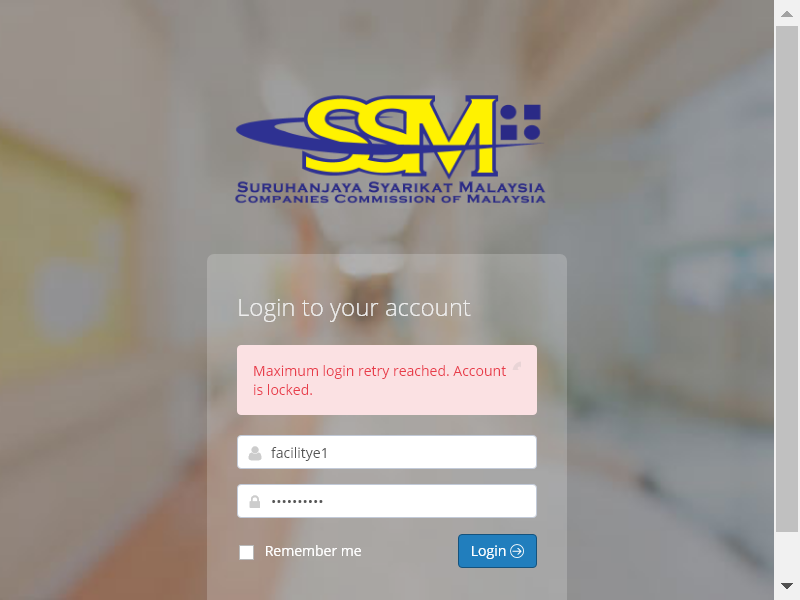 SSM
SURUHANJAYA SYARIKAT MALAYSIA
COMPANIES COMMISSION OF MALAYSIA
Login to your account
Maximum login retry reached. Account
is locked.
facilitye1
••••••••••
Remember me
Login